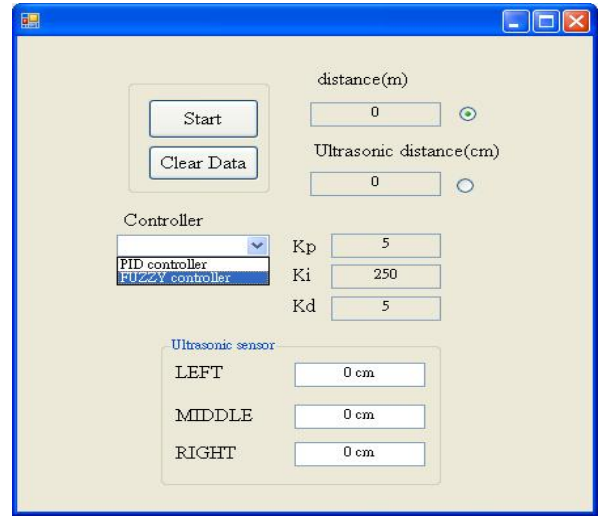 distance(m)
0
Start
Clear Data
Ultrasonic distance(cm)
0
Controller
PID controller
FUZZY controller
Kp 5
Ki 250
Kd 5
Ultrasonic sensor
LEFT 0 cm
MIDDLE 0 cm
RIGHT 0 cm